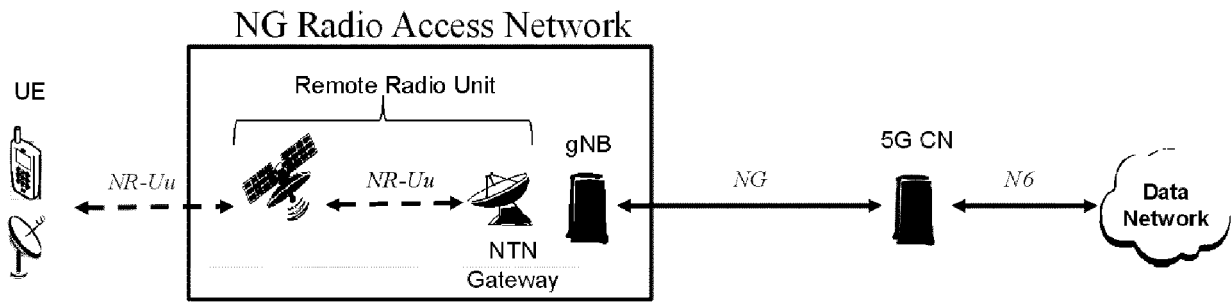 NG Radio Access Network
Remote Radio Unit
UE
gNB
5G CN
NR-Uu
NR-Uu
NG
N6
Data
Network
NTN
Gateway